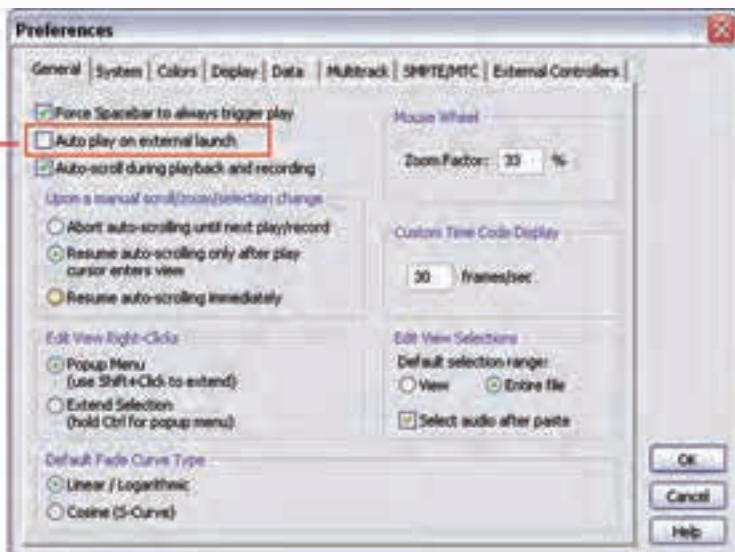 Preferences
General System Colors Display Data Multitrack SMPTE/MTC External Controllers
Force Spacebar to always trigger play
Auto play on external launch
Auto-scroll during playback and recording
Upon a manual scroll/zoom/selection change
Abort auto-scrolling until next play/record
Resume auto-scrolling only after play
cursor enters view
Resume auto-scrolling immediately
Edit View Right-Clicks
Popup Menu
(use Shift+Click to extend)
Extend Selection
(hold Ctrl for popup menu)
Default Fade Curve Type
Linear / Logarithmic
Cosine (S-Curve)
Mouse Wheel
Zoom Factor: 33 %
Custom Time Code Display
30 frames/sec
Edit View Selections
Default selection range:
View Entire file
Select audio after paste
OK
Cancel
Help